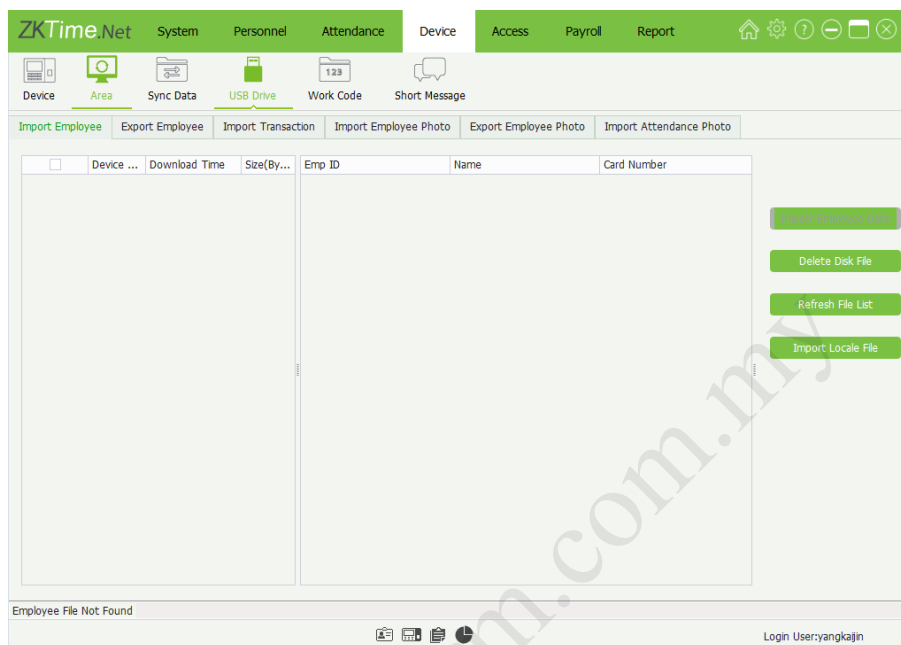 ZKTime.Net System Personnel Attendance Device Access Payroll Report
Device Area Sync Data USB Drive Work Code Short Message
123
Import Employee Export Employee Import Transaction Import Employee Photo Export Employee Photo Import Attendance Photo
Device ... Download Time Size(By... Emp ID Name Card Number
Delete Disk File
Refresh File List
Import Locale File
Employee File Not Found
Login User:yangkaijin
m.com.my